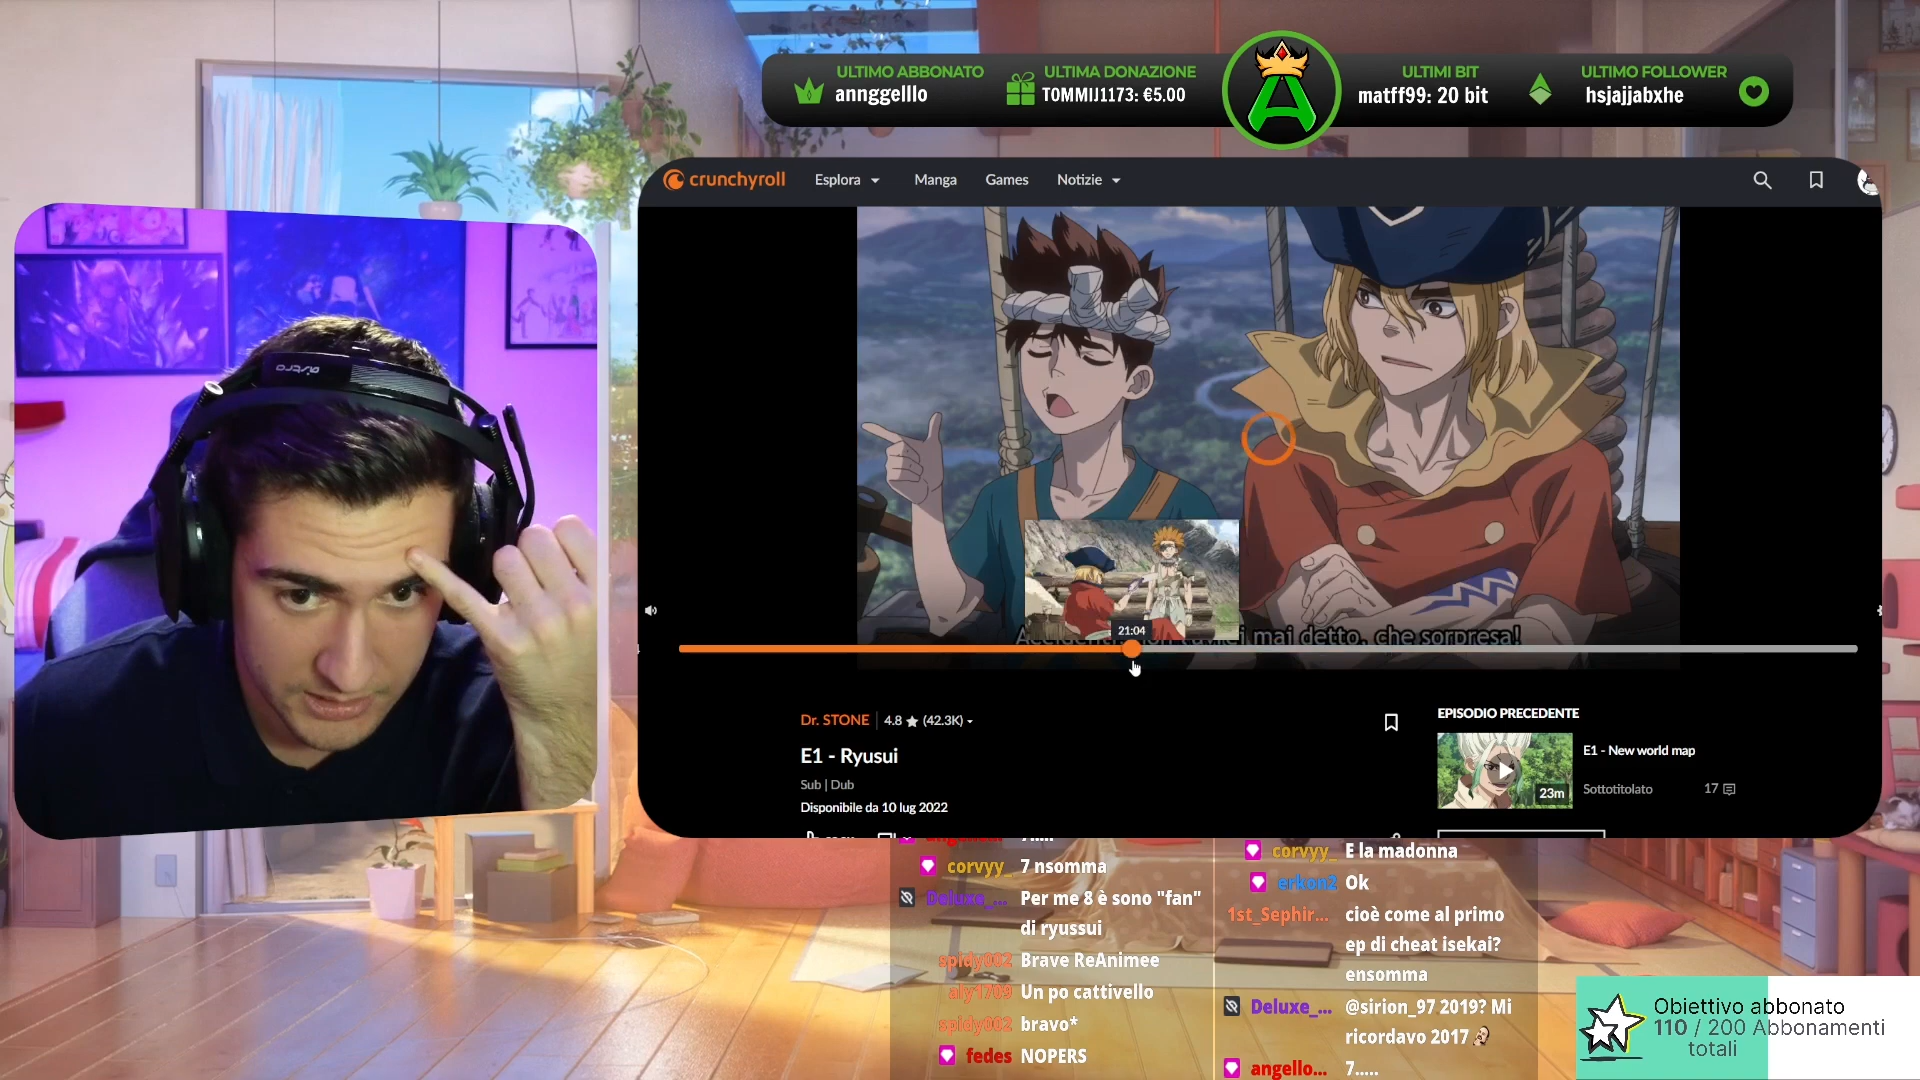 ULTIMO ABBONATO
annggelllo
ULTIMA DONAZIONE
T0MMIJ1173: €5.00
ULTIMI BIT
matff99: 20 bit
ULTIMO FOLLOWER
hsjajjabxhe
crunchyroll
Esplora
Manga
Games
Notizie
astro
mai detto, che sorpresa!
21:04
Dr. STONE
4.8 ★ (42.3K)
E1 - Ryusui
Sub | Dub
Disponibile da 10 lug 2022
EPISODIO PRECEDENTE
E1 - New world map
23m
Sottotitolato
17
corvyy_ 7 nsomma
Deluxe_... Per me 8 è sono "fan"
di ryussui
spidy002 Brave ReAnimee
aly1709 Un po cattivello
spidy002 bravo*
fedes NOPERS
corvyy_ E la madonna
erkon2 Ok
1st_Sephir... cioè come al primo
ep di cheat isekai?
ensomma
Deluxe_... @sirion_97 2019? Mi
ricordavo 2017
angello... 7.....
Obiettivo abbonato
110 / 200 Abbonamenti
totali